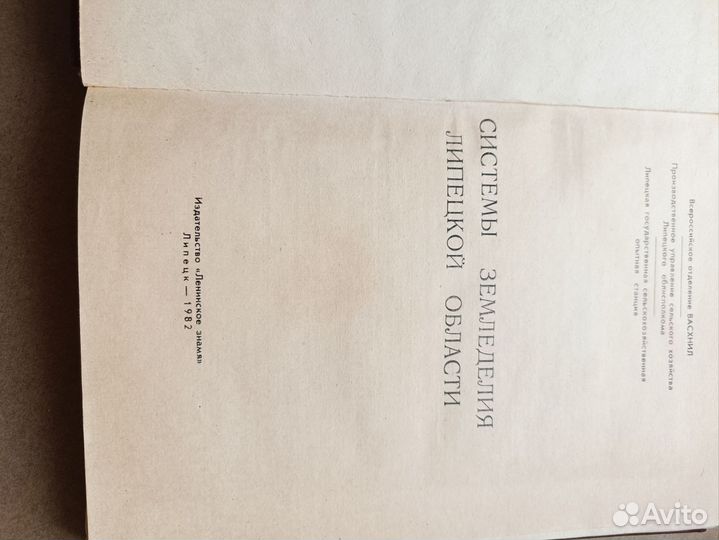 Всероссийское отделение ВАСХНИЛ
Производственное управление сельского хозяйства
Липецкого облисполкома
Липецкая государственная сельскохозяйственная
опытная станция
СИСТЕМЫ ЗЕМЛЕДЕЛИЯ
ЛИПЕЦКОЙ ОБЛАСТИ
Издательство «Ленинское знамя»
Липецк — 1982
Avito